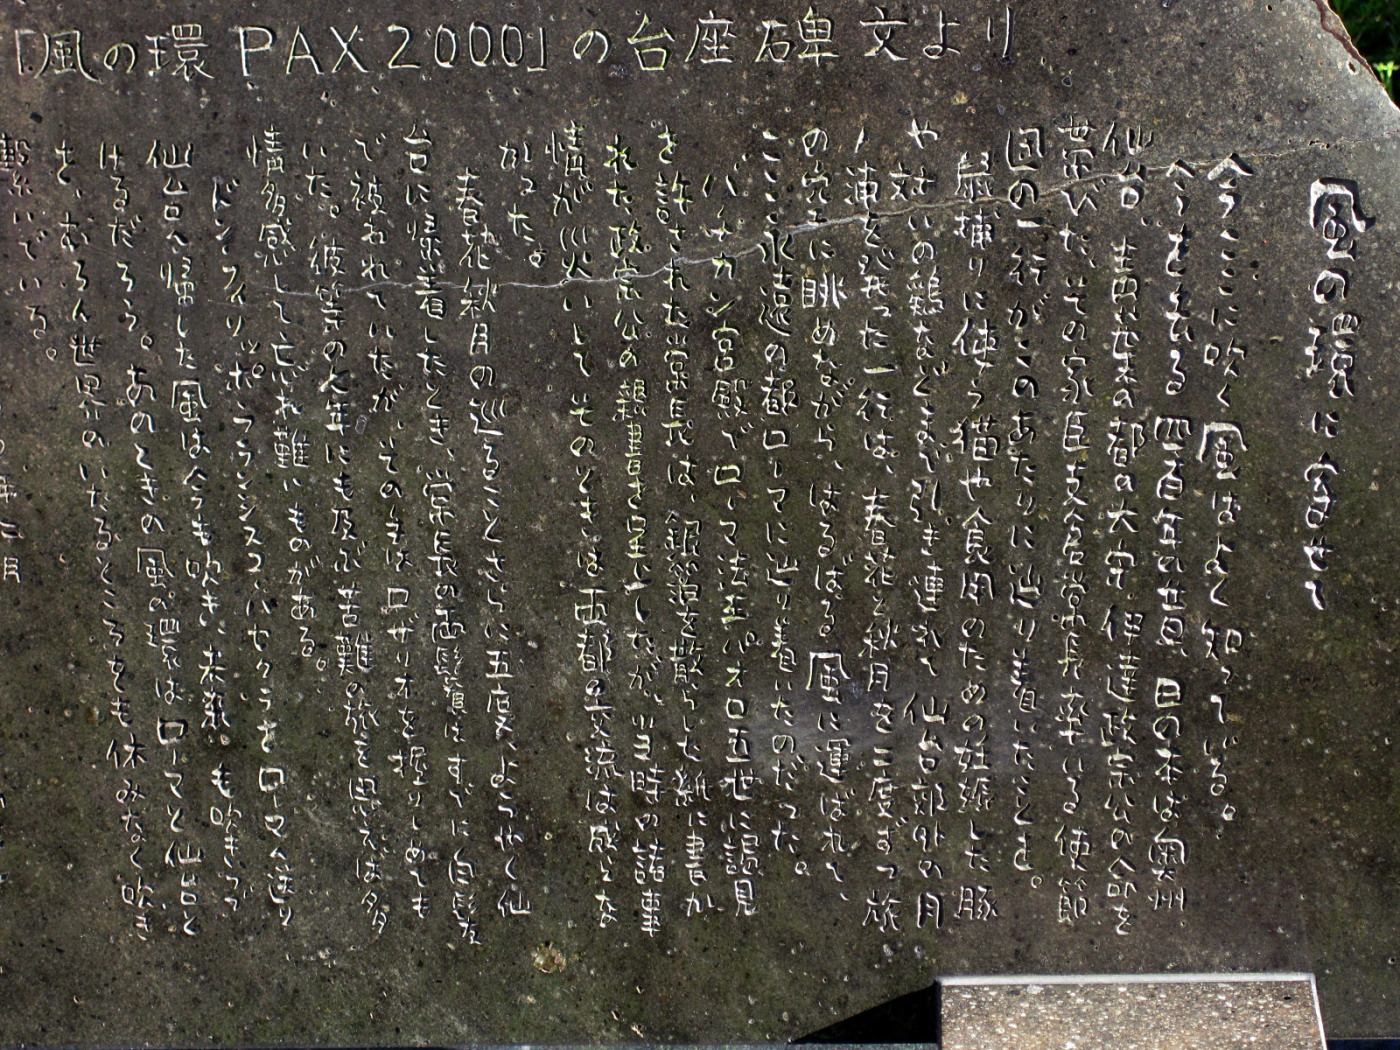 「風の環 PAX2000」の台座碑文より
風の環に寄せて
今ここに吹く風はよく知っている。
今を去る 四百年の昔 日の本は奥州、
仙台、青葉の都の太守 伊達政宗公の命を
帯びた、その家臣支倉常長率いる使節
団の一行がこのあたりに辿り着いたことを。
鼠捕りに使う猫や食用のための妊娠した豚
や対いの鶏などまで引き連れて 仙台郊外の月
ノ浦を発った一行は、春花と秋月を二度ずつ旅
の空に眺めながら、はるばる風に運ばれて、
ここ永遠の都ローマに辿り着いたのだった。
バチカン宮殿でローマ法王パオロ五世に謁見
を許された常長は、銀箔を散らした紙に書か
れた政宗公の親書を呈上したが、当時の諸事
情が災いして そのときは両都の交流は成立な
かった。
春花秋月の巡ることさらに五度、ようやく仙
台に帰着したとき、常長の両鬢はすでに白髪
で被われていたが、その手はロザリオを握りしめても
いた。彼等の七年にも及ぶ苦難の旅を思えば多
情多感にして忘れ難いものがある。
ドン・フィリッポ・フランシスコ・ハセクラをローマへ送り
仙台へ帰した風は今も吹き、未来も吹きつづ
けるだろう。あのときの風の環はローマと仙台と
を、むろん世界のいたるところをも休みなく吹き
繋いでいる。
年 月